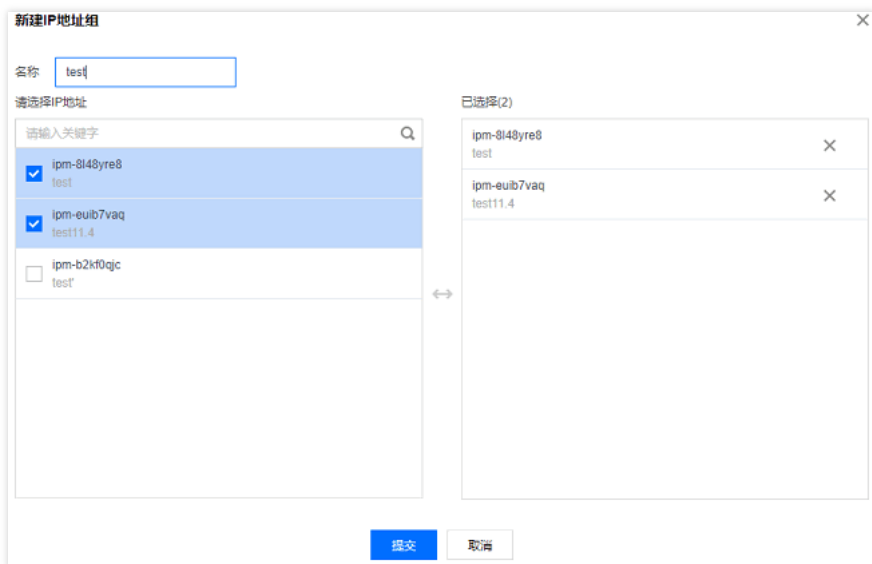 新建IP地址组
名称
test
请选择IP地址
请输入关键字
ipm-8l48yre8
test
ipm-euib7vaq
test11.4
ipm-b2kf0qjc
test'
已选择(2)
ipm-8l48yre8
test
ipm-euib7vaq
test11.4
提交
取消